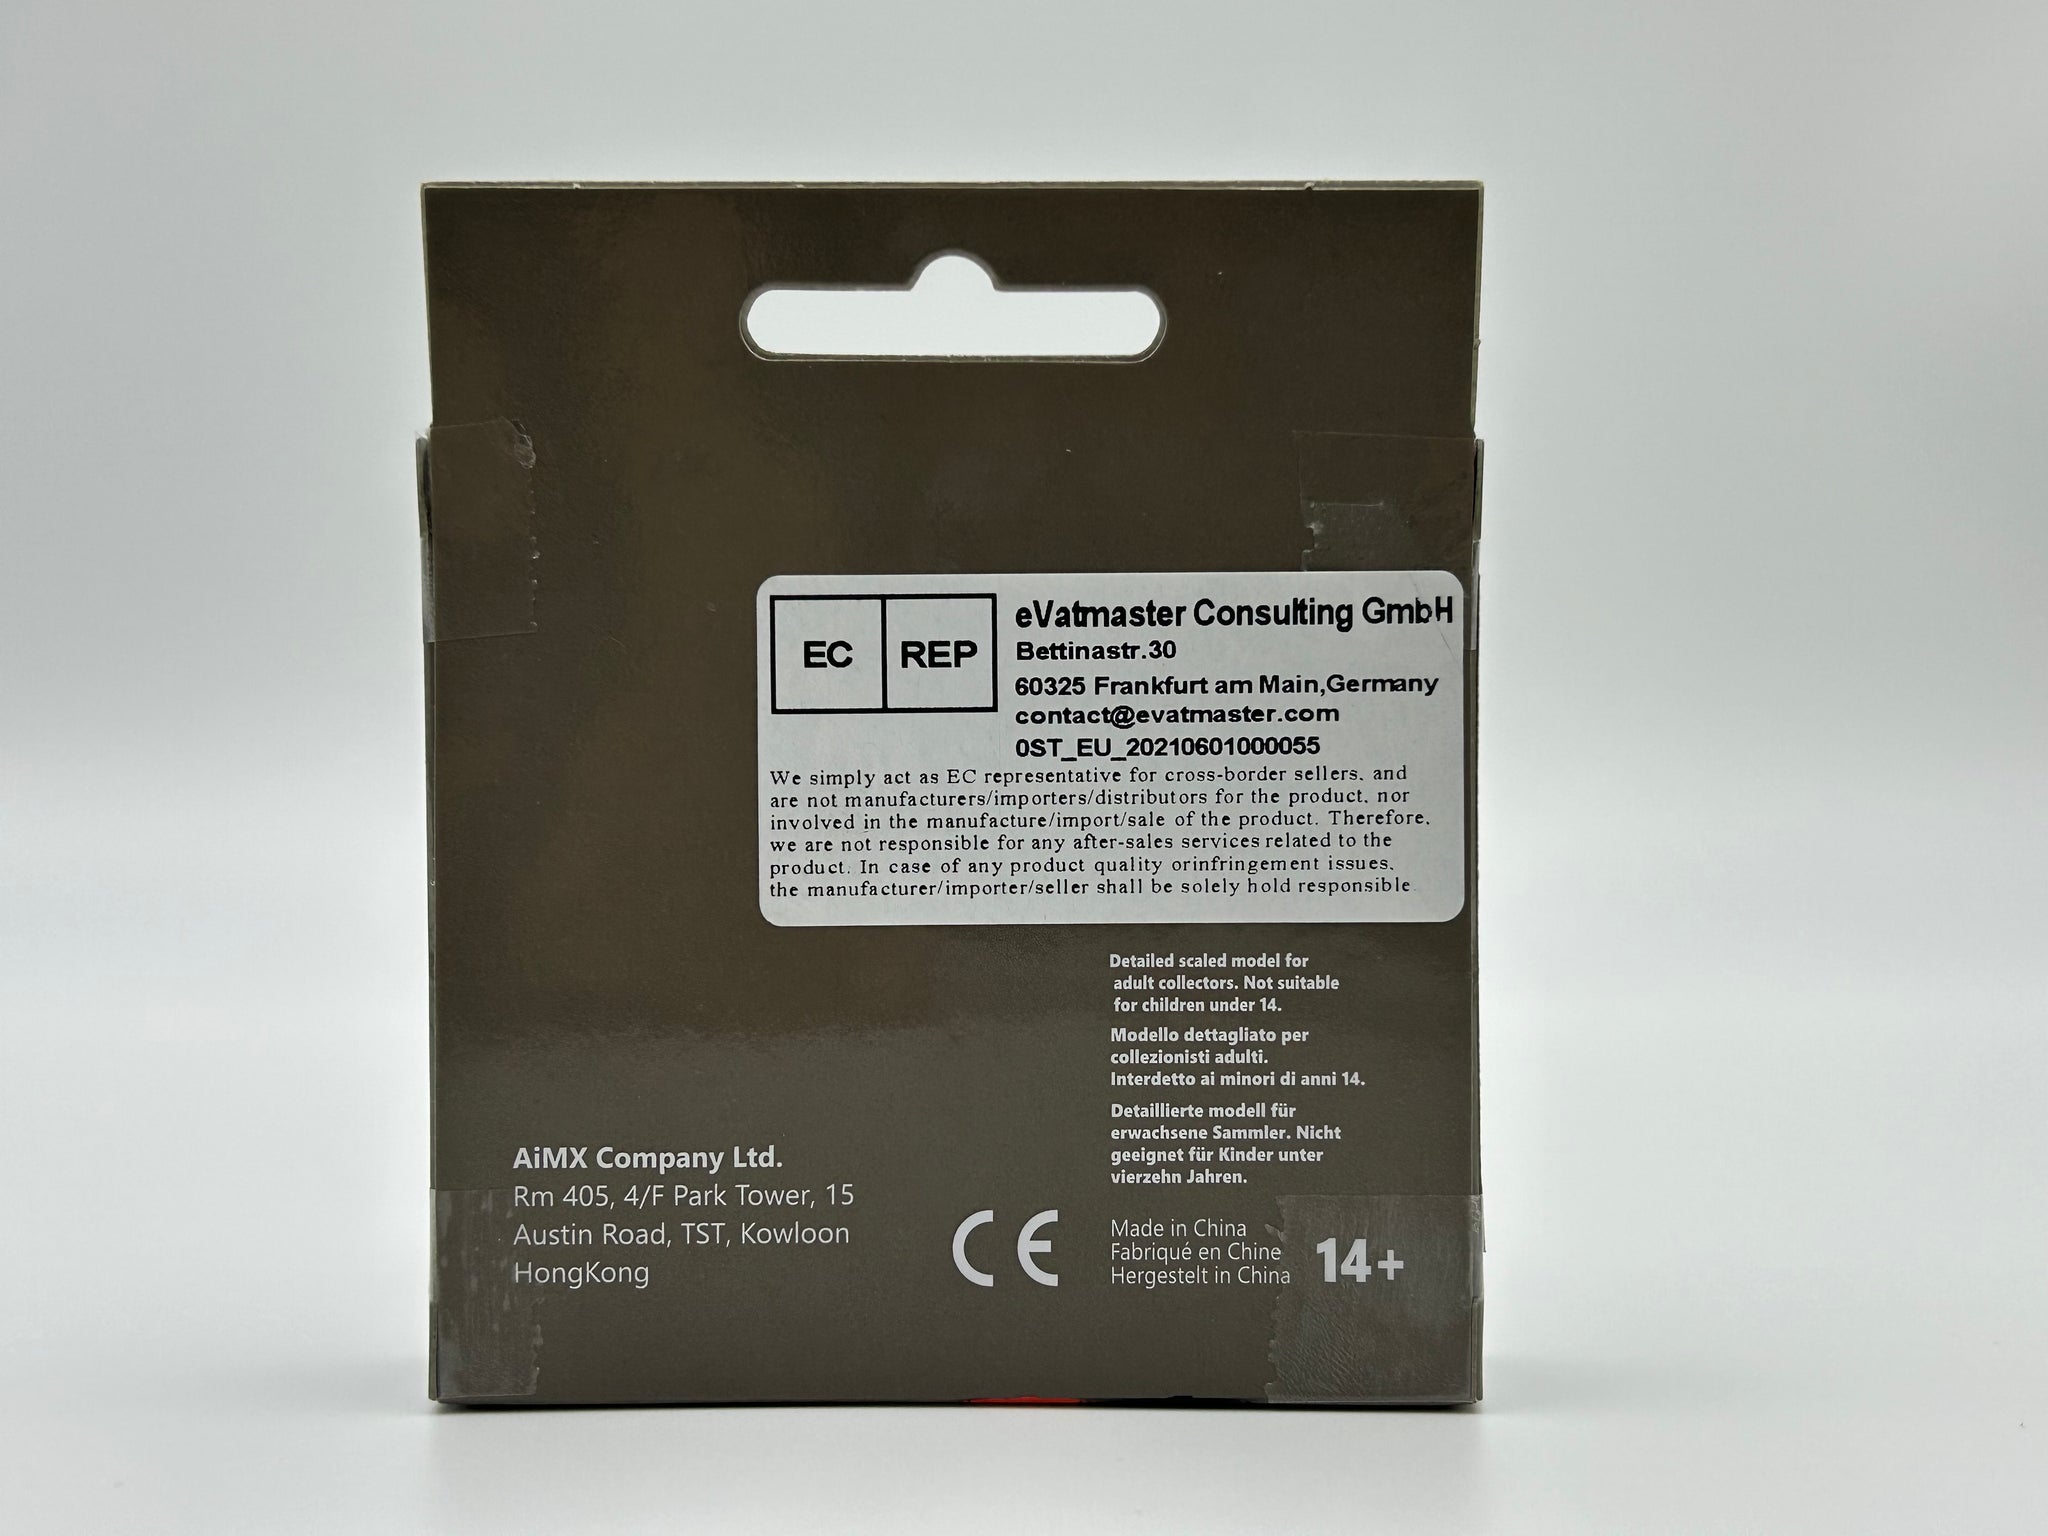 EC REP
eVatmaster Consulting GmbH
Bettinastr.30
60325 Frankfurt am Main,Germany
contact@evatmaster.com
0ST_EU_20210601000055
We simply act as EC representative for cross-border sellers, and
are not manufacturers/importers/distributors for the product, nor
involved in the manufacture/import/sale of the product. Therefore,
we are not responsible for any after-sales services related to the
product. In case of any product quality orinfringement issues,
the manufacturer/importer/seller shall be solely hold responsible.
Detailed scaled model for
adult collectors. Not suitable
for children under 14.
Modello dettagliato per
collezionisti adulti.
Interdetto ai minori di anni 14.
Detaillierte modell für
erwachsene Sammler. Nicht
geeignet für Kinder unter
vierzehn Jahren.
AiMX Company Ltd.
Rm 405, 4/F Park Tower, 15
Austin Road, TST, Kowloon
HongKong
CE
Made in China
Fabriqué en Chine
Hergestelt in China
14+